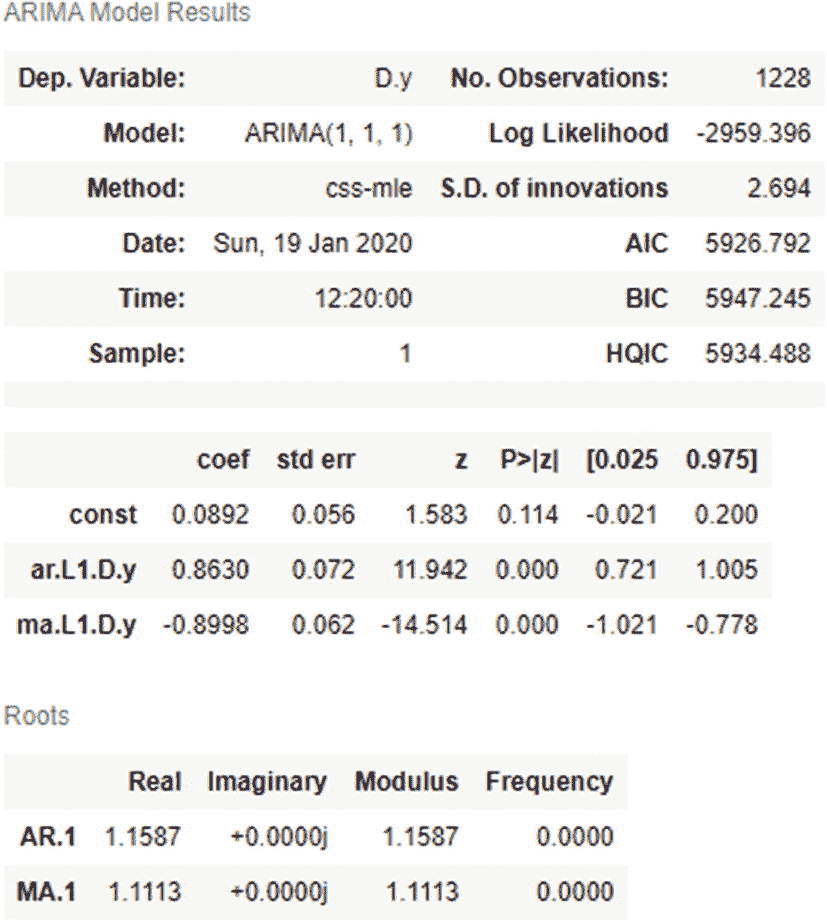 ARIMA Model Results
Dep. Variable: D.y No. Observations: 1228
Model: ARIMA(1, 1, 1) Log Likelihood -2959.396
Method: css-mle S.D. of innovations 2.694
Date: Sun, 19 Jan 2020 AIC 5926.792
Time: 12:20:00 BIC 5947.245
Sample: 1 HQIC 5934.488
coef std err z P>|z| [0.025 0.975]
const 0.0892 0.056 1.583 0.114 -0.021 0.200
ar.L1.D.y 0.8630 0.072 11.942 0.000 0.721 1.005
ma.L1.D.y -0.8998 0.062 -14.514 0.000 -1.021 -0.778
Roots
Real Imaginary Modulus Frequency
AR.1 1.1587 +0.0000j 1.1587 0.0000
MA.1 1.1113 +0.0000j 1.1113 0.0000